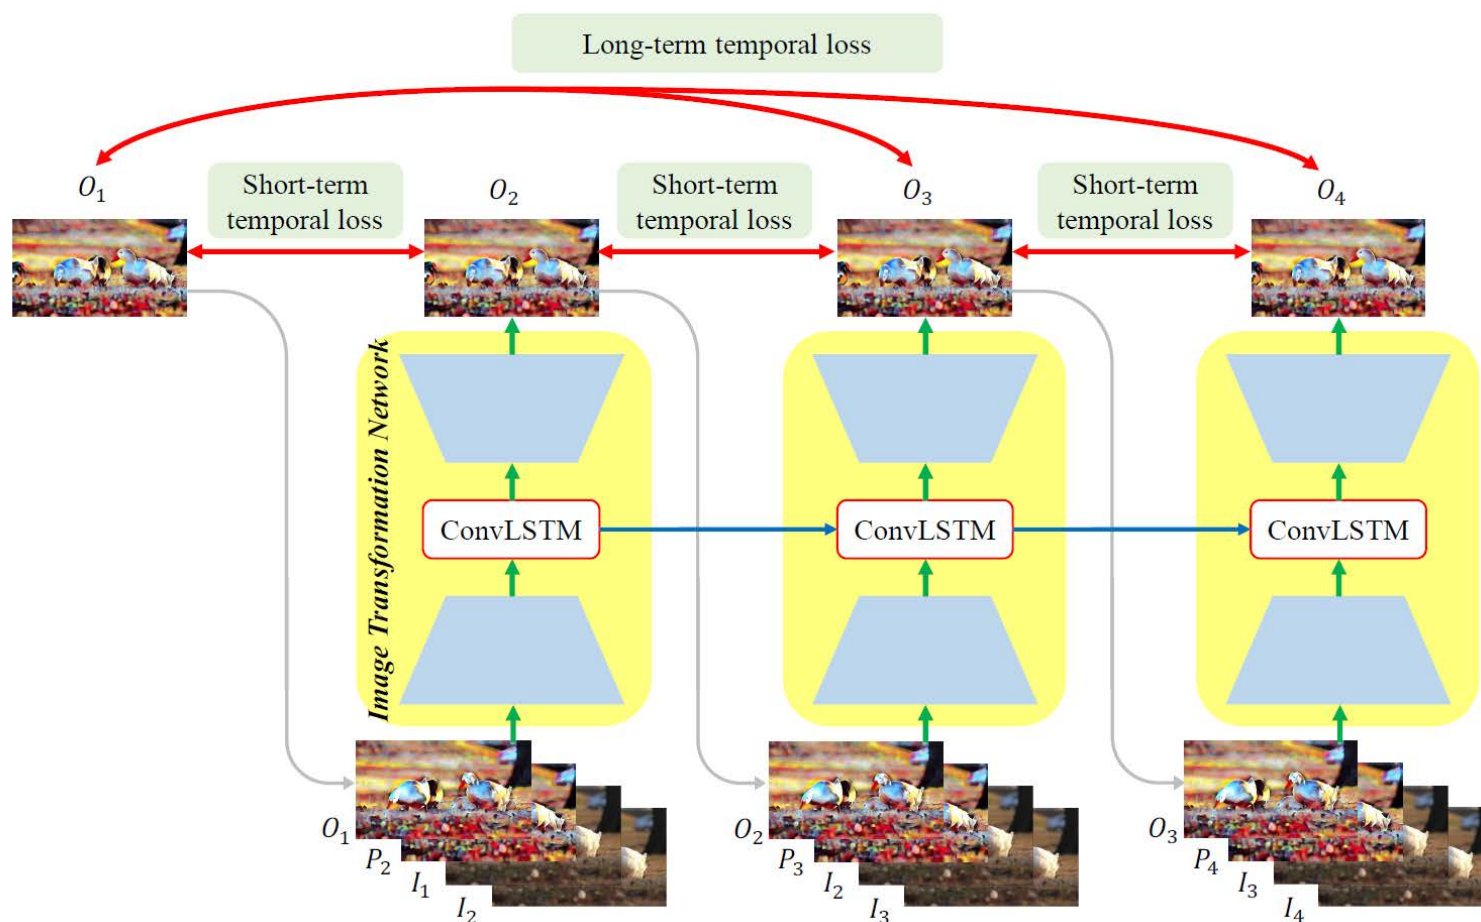 Long-term temporal loss
O1
Short-term
temporal loss
O2
Short-term
temporal loss
O3
Short-term
temporal loss
O4
Image Transformation Network
ConvLSTM
ConvLSTM
ConvLSTM
O1
P2
I1
I2
O2
P3
I2
I3
O3
P4
I3
I4